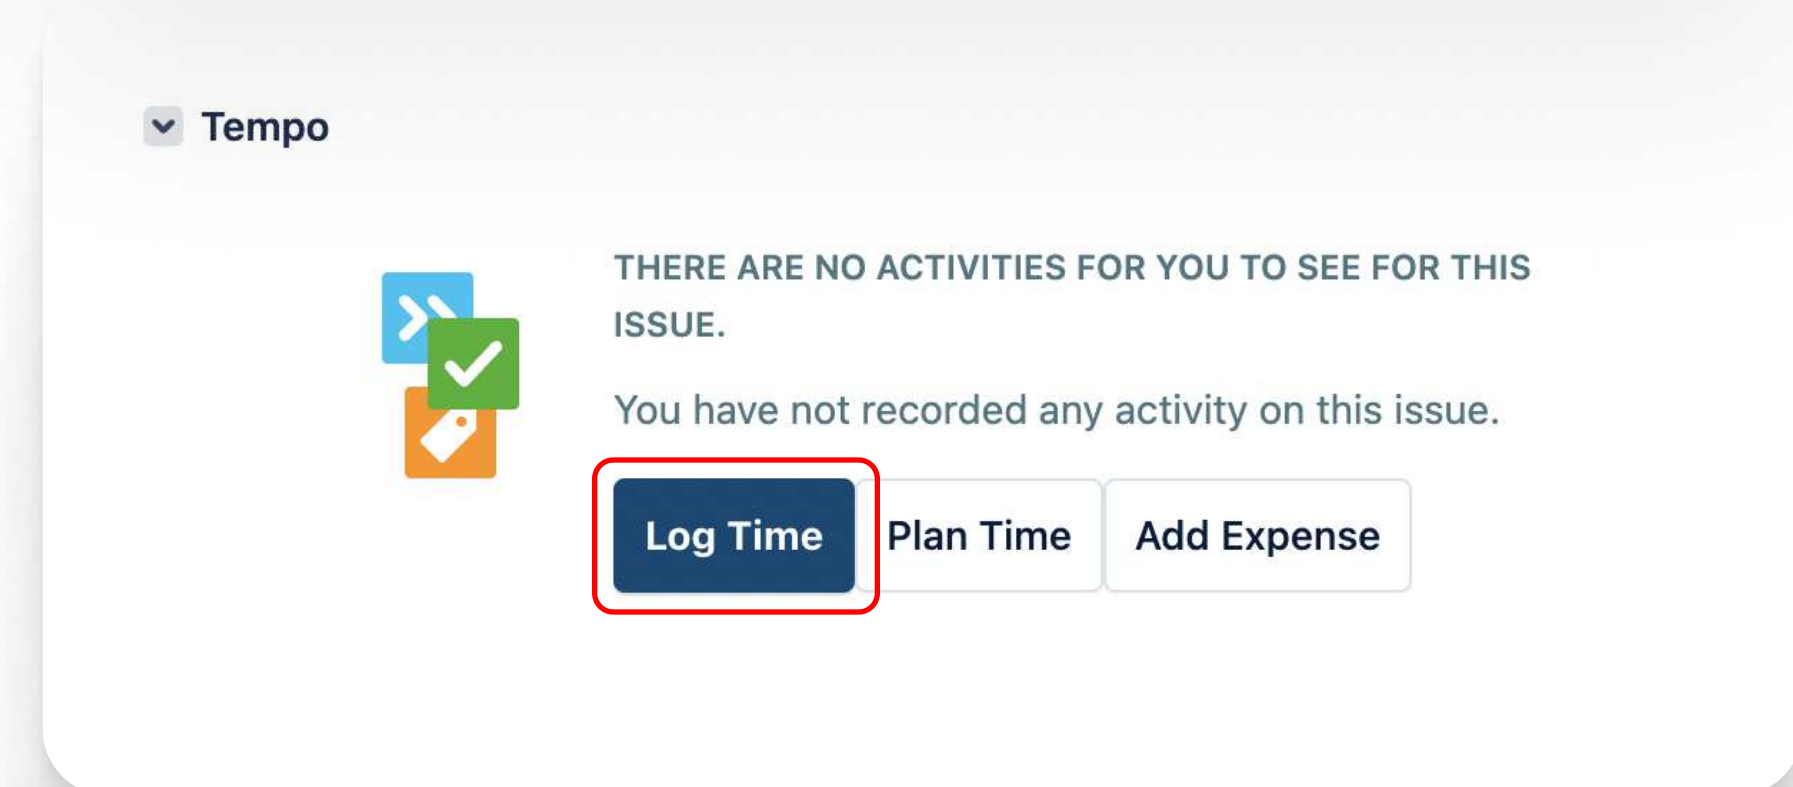 Tempo
THERE ARE NO ACTIVITIES FOR YOU TO SEE FOR THIS
ISSUE.
You have not recorded any activity on this issue.
Log Time Plan Time Add Expense